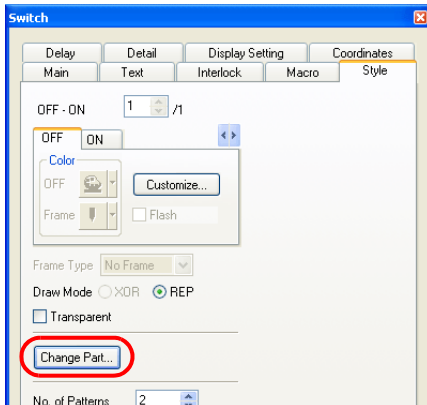 Switch
Delay Detail Display Setting Coordinates
Main Text Interlock Macro Style
OFF - ON 1 /1
OFF ON
Color
OFF Customize...
Frame Flash
Frame Type No Frame
Draw Mode XOR REP
Transparent
Change Part...
No. of Patterns 2